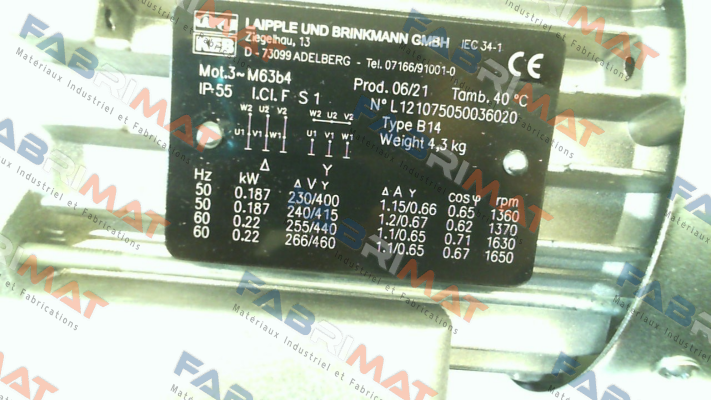 LAIPPLE UND BRINKMANN GMBH IEC 34-1
Ziegelhau, 13
D - 73099 ADELBERG - Tel. 07166/91001-0
CE
Mot.3~ M63b4 Prod. 06/21 Tamb. 40 °C
IP-55 I.Cl. F S 1 N° L121075050036020
W2 U2 V2 W2 U2 V2 Type B14
U1 V1 W1 U1 V1 W1 Weight 4,3 kg
Δ Y
Hz kW Δ V Y Δ A Y cosφ rpm
50 0.187 230/400 1.15/0.66 0.65 1360
50 0.187 240/415 1.2/0.67 0.62 1370
60 0.22 255/440 1.1/0.65 0.71 1630
60 0.22 266/460 1.1/0.65 0.67 1650
FABRIMAT
Matériaux Industriel et Fabrications